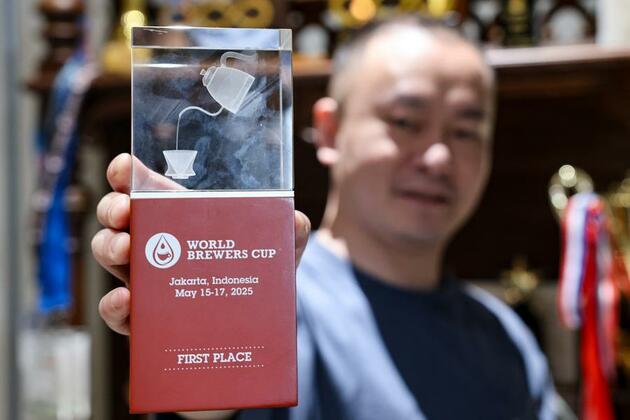 WORLD
BREWERS CUP
Jakarta, Indonesia
May 15-17, 2025
FIRST PLACE